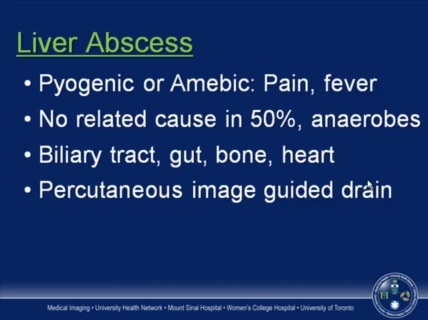 Liver Abscess
• Pyogenic or Amebic: Pain, fever
• No related cause in 50%, anaerobes
• Biliary tract, gut, bone, heart
• Percutaneous image guided drain
Medical Imaging • University Health Network • Mount Sinai Hospital • Women's College Hospital • University of Toronto